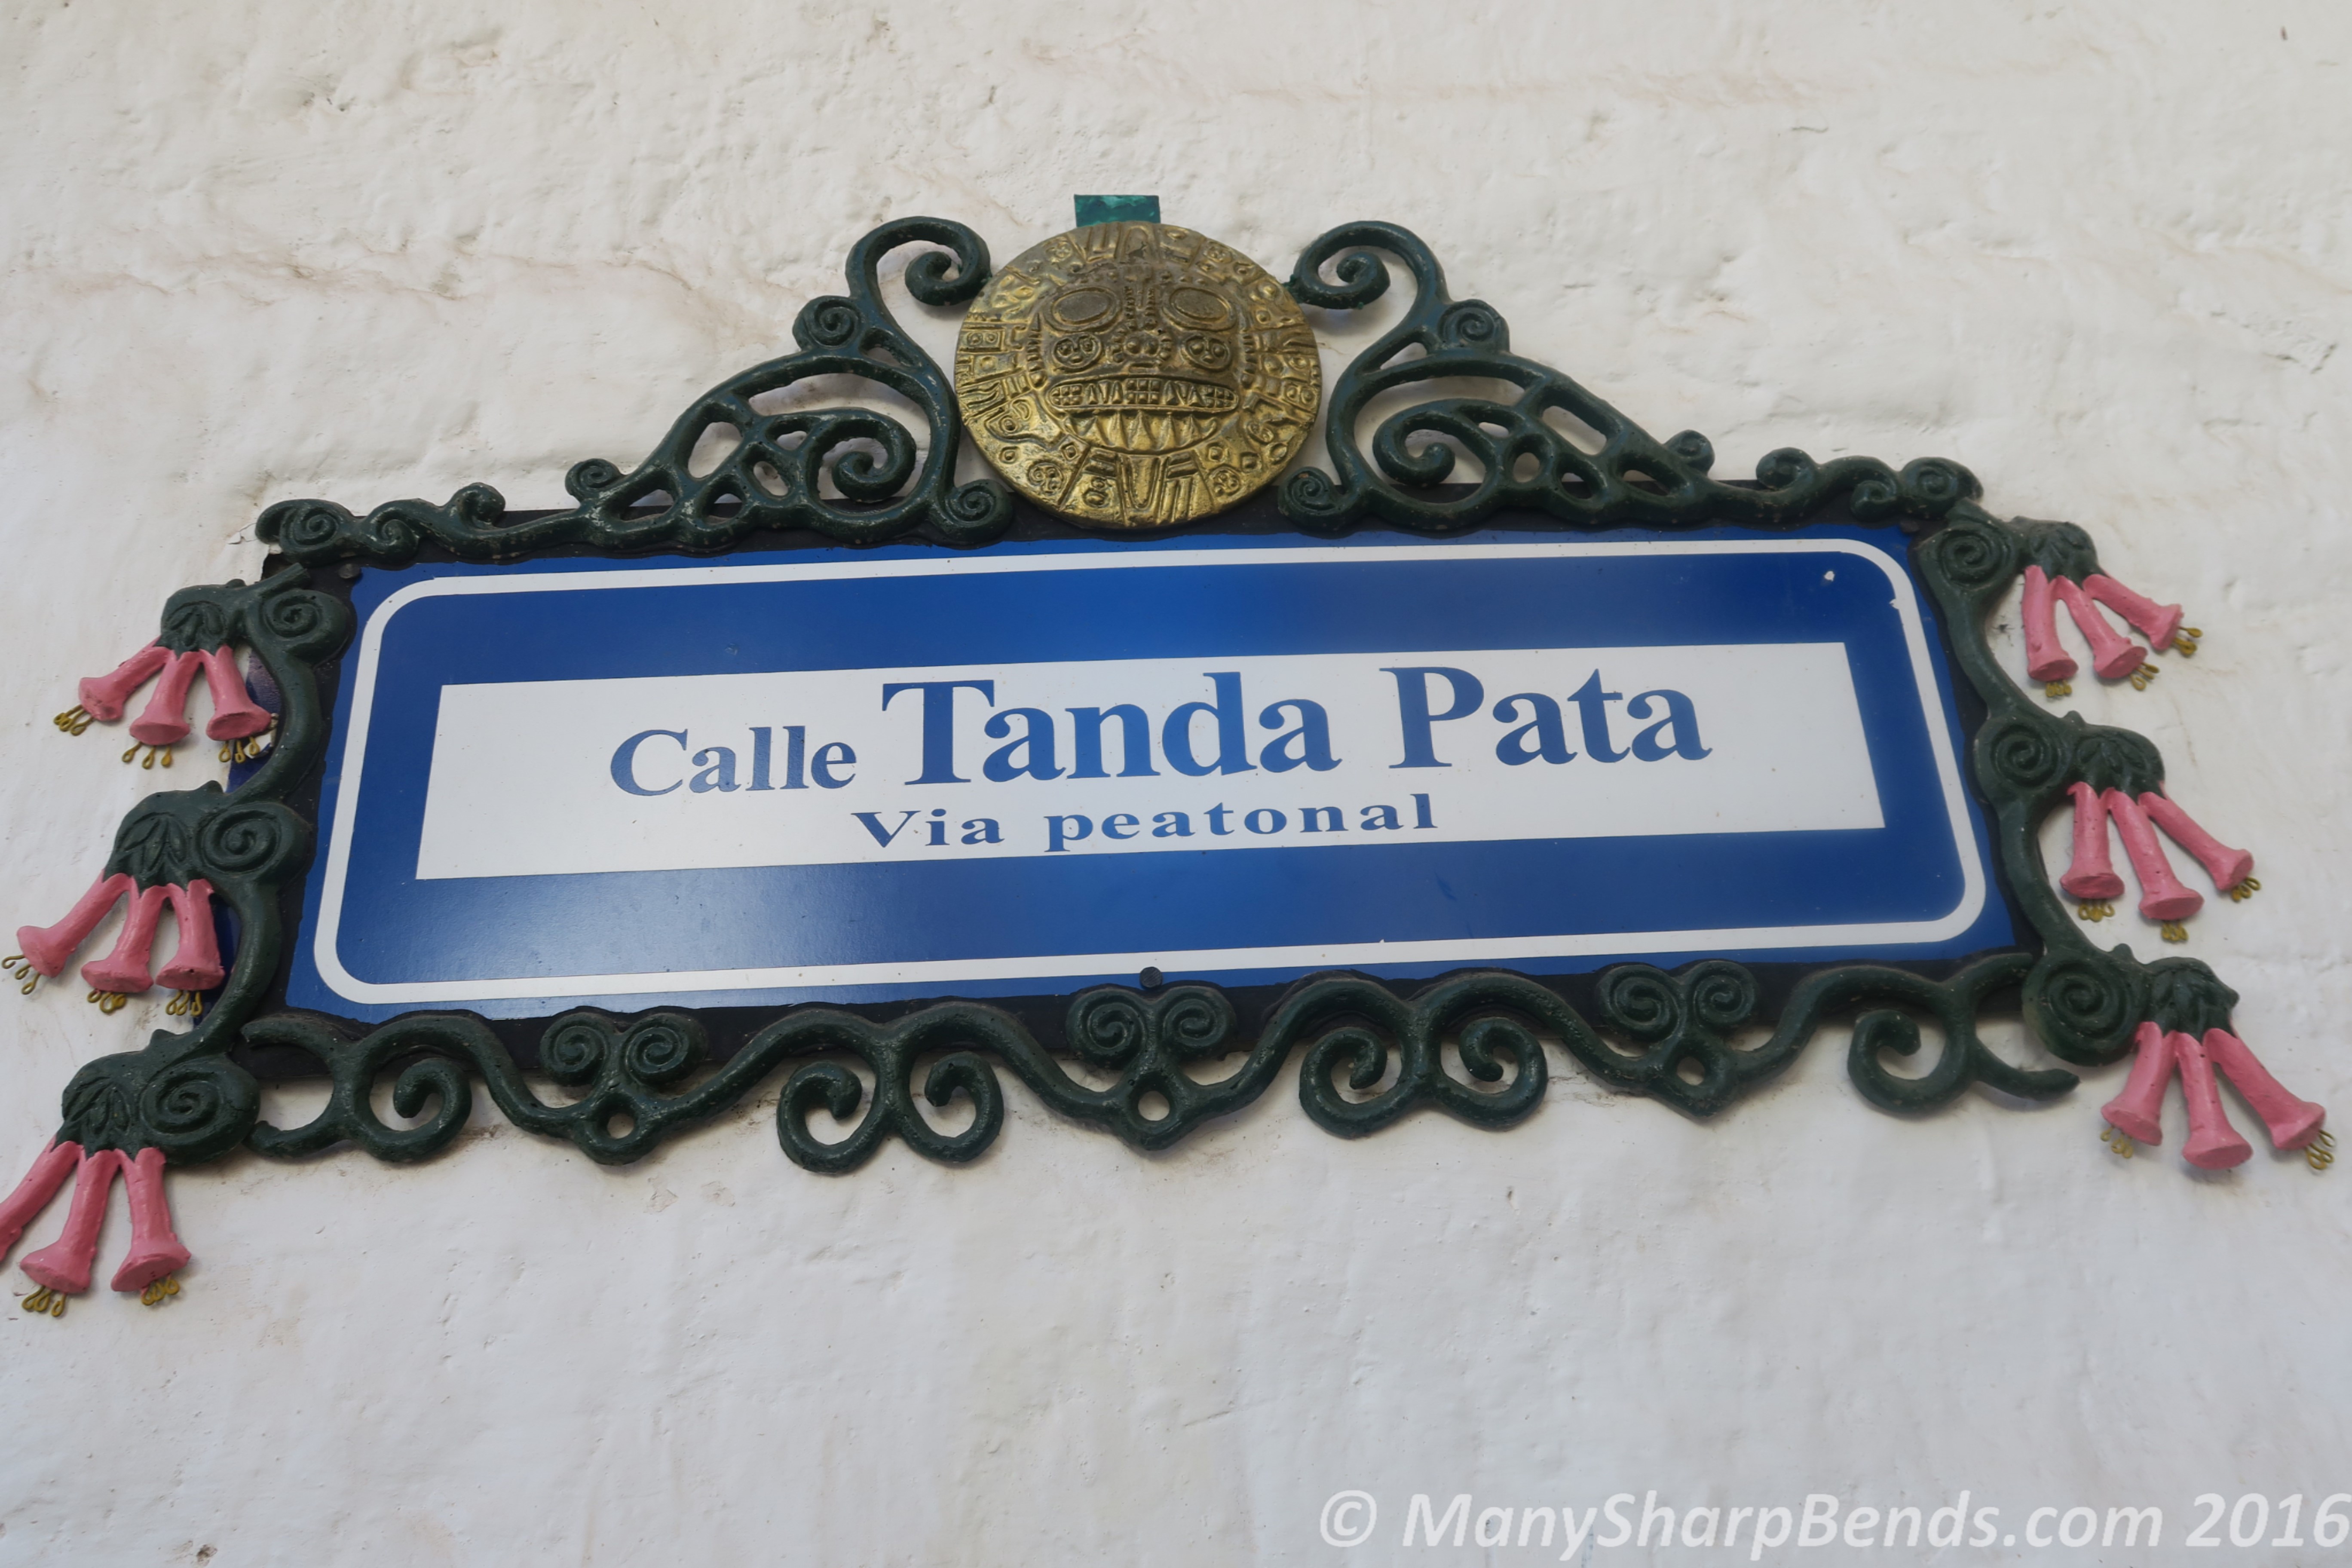 Calle Tanda Pata
Via peatonal
© ManySharpBends.com 2016